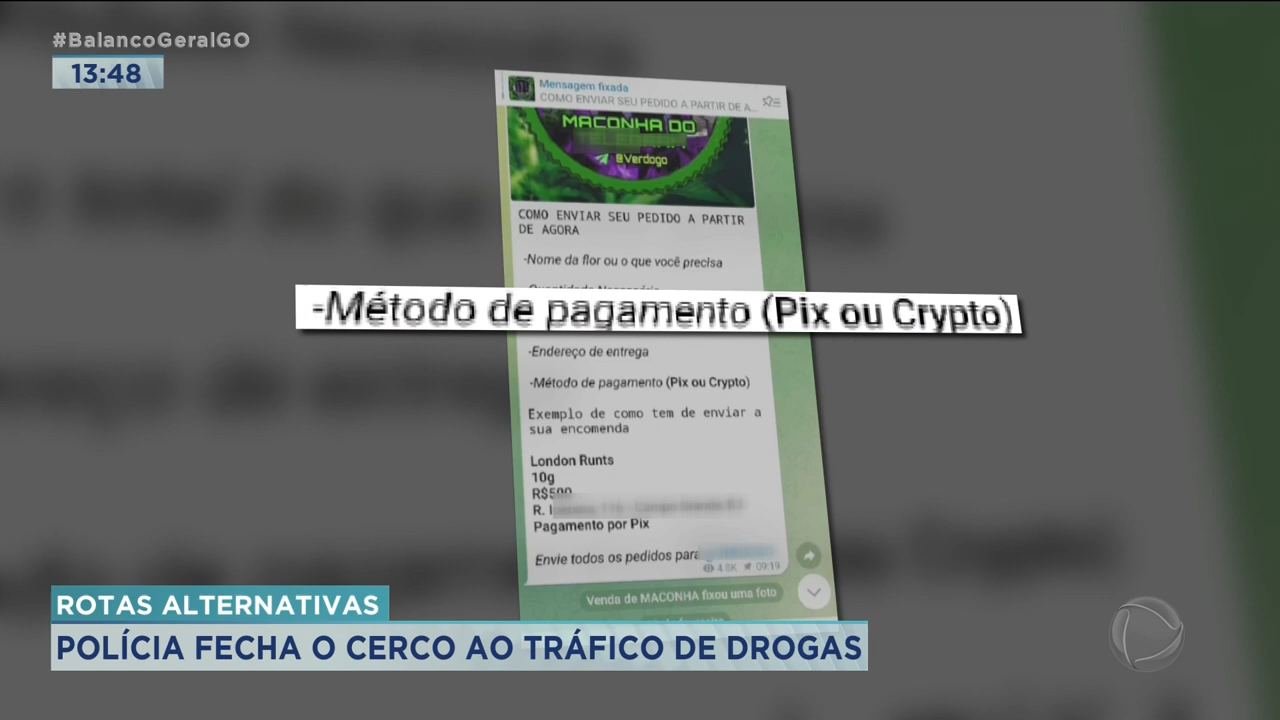 #BalancoGeralGO
13:48
Mensagem fixada
COMO ENVIAR SEU PEDIDO A PARTIR DE A...
MACONHA DO
@Verdogo
COMO ENVIAR SEU PEDIDO A PARTIR
DE AGORA
-Nome da flor ou o que você precisa
-Método de pagamento (Pix ou Crypto)
-Endereço de entrega
-Método de pagamento (Pix ou Crypto)
Exemplo de como tem de enviar a
sua encomenda
London Runts
10g
R$500
R.
Pagamento por Pix
Envie todos os pedidos para
4.8K 09:19
Venda de MACONHA fixou uma foto
ROTAS ALTERNATIVAS
POLÍCIA FECHA O CERCO AO TRÁFICO DE DROGAS